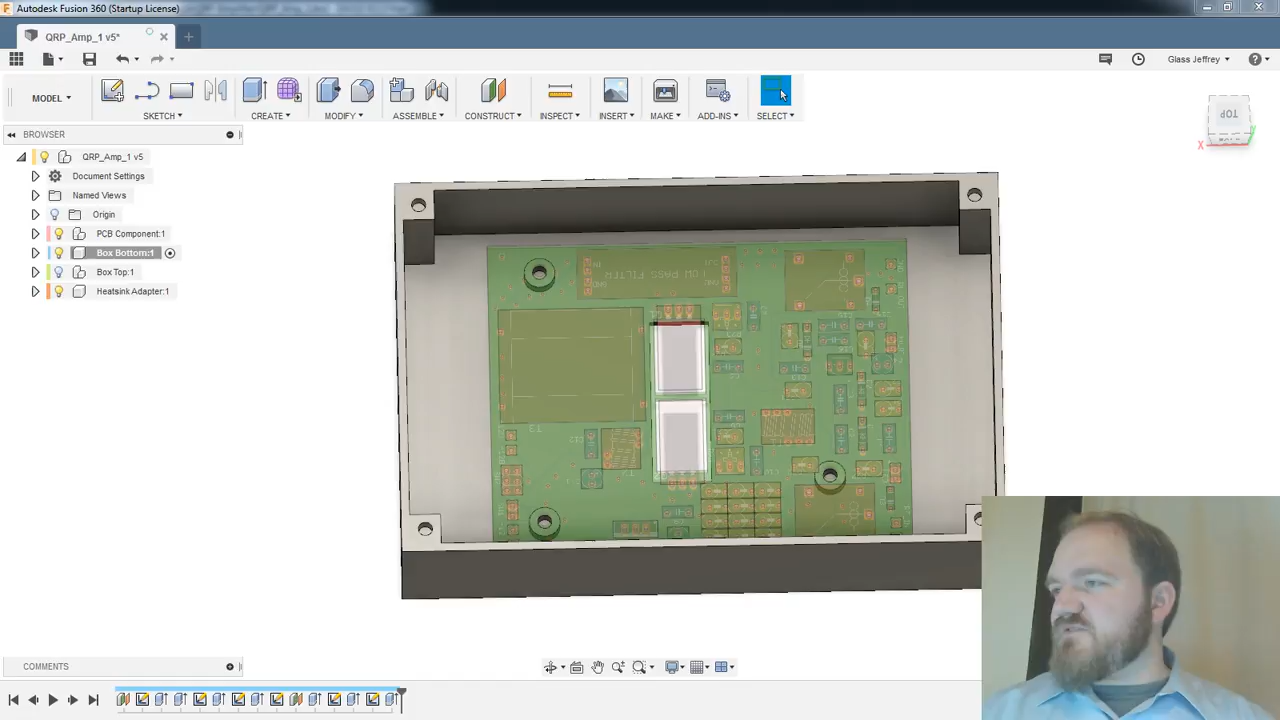 Autodesk Fusion 360 (Startup License)
QRP_Amp_1 v5*
Glass Jeffrey
MODEL
SKETCH
CREATE
MODIFY
ASSEMBLE
CONSTRUCT
INSPECT
INSERT
MAKE
ADD-INS
SELECT
TOP
X
BROWSER
QRP_Amp_1 v5
Document Settings
Named Views
Origin
PCB Component:1
Box Bottom:1
Box Top:1
Heatsink Adapter:1
LOW PASS FILTER
T3
COMMENTS